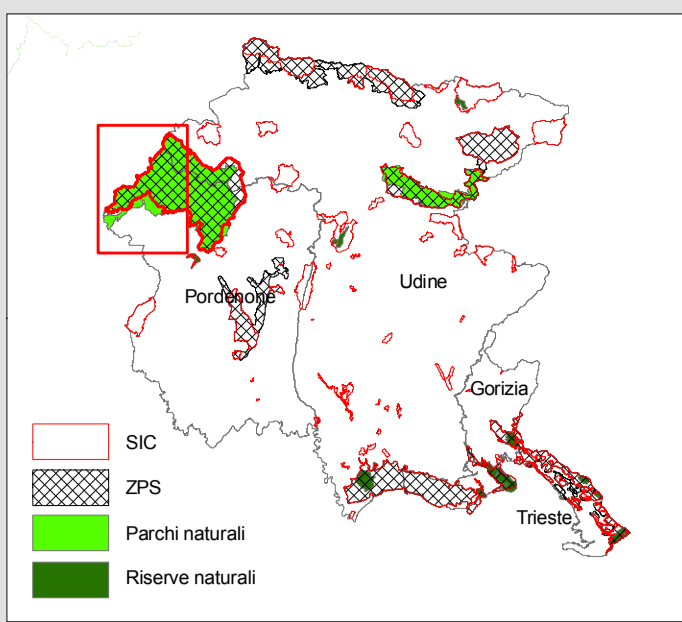 Udine
Pordenone
Gorizia
Trieste
SIC
ZPS
Parchi naturali
Riserve naturali